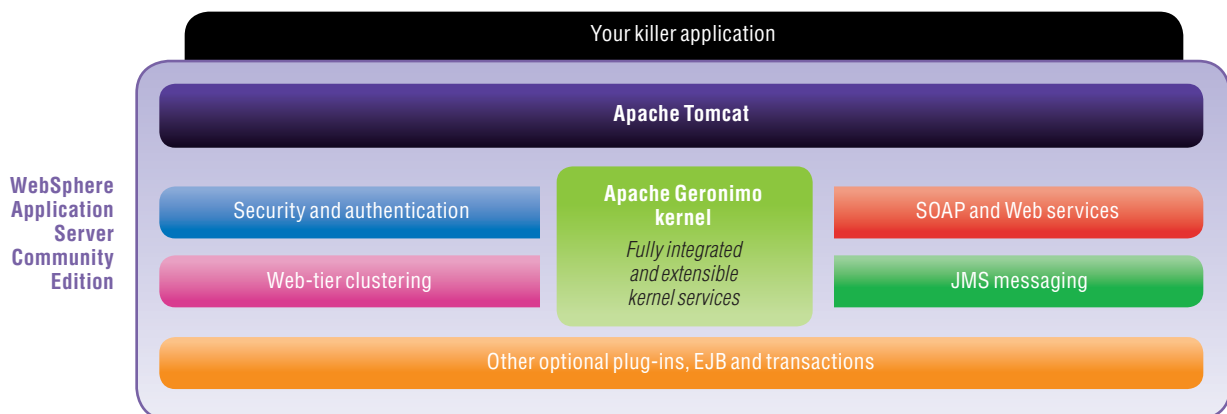 Your killer application
Apache Tomcat
WebSphere
Application
Server
Community
Edition
Security and authentication
Web-tier clustering
Apache Geronimo
kernel
Fully integrated
and extensible
kernel services
SOAP and Web services
JMS messaging
Other optional plug-ins, EJB and transactions